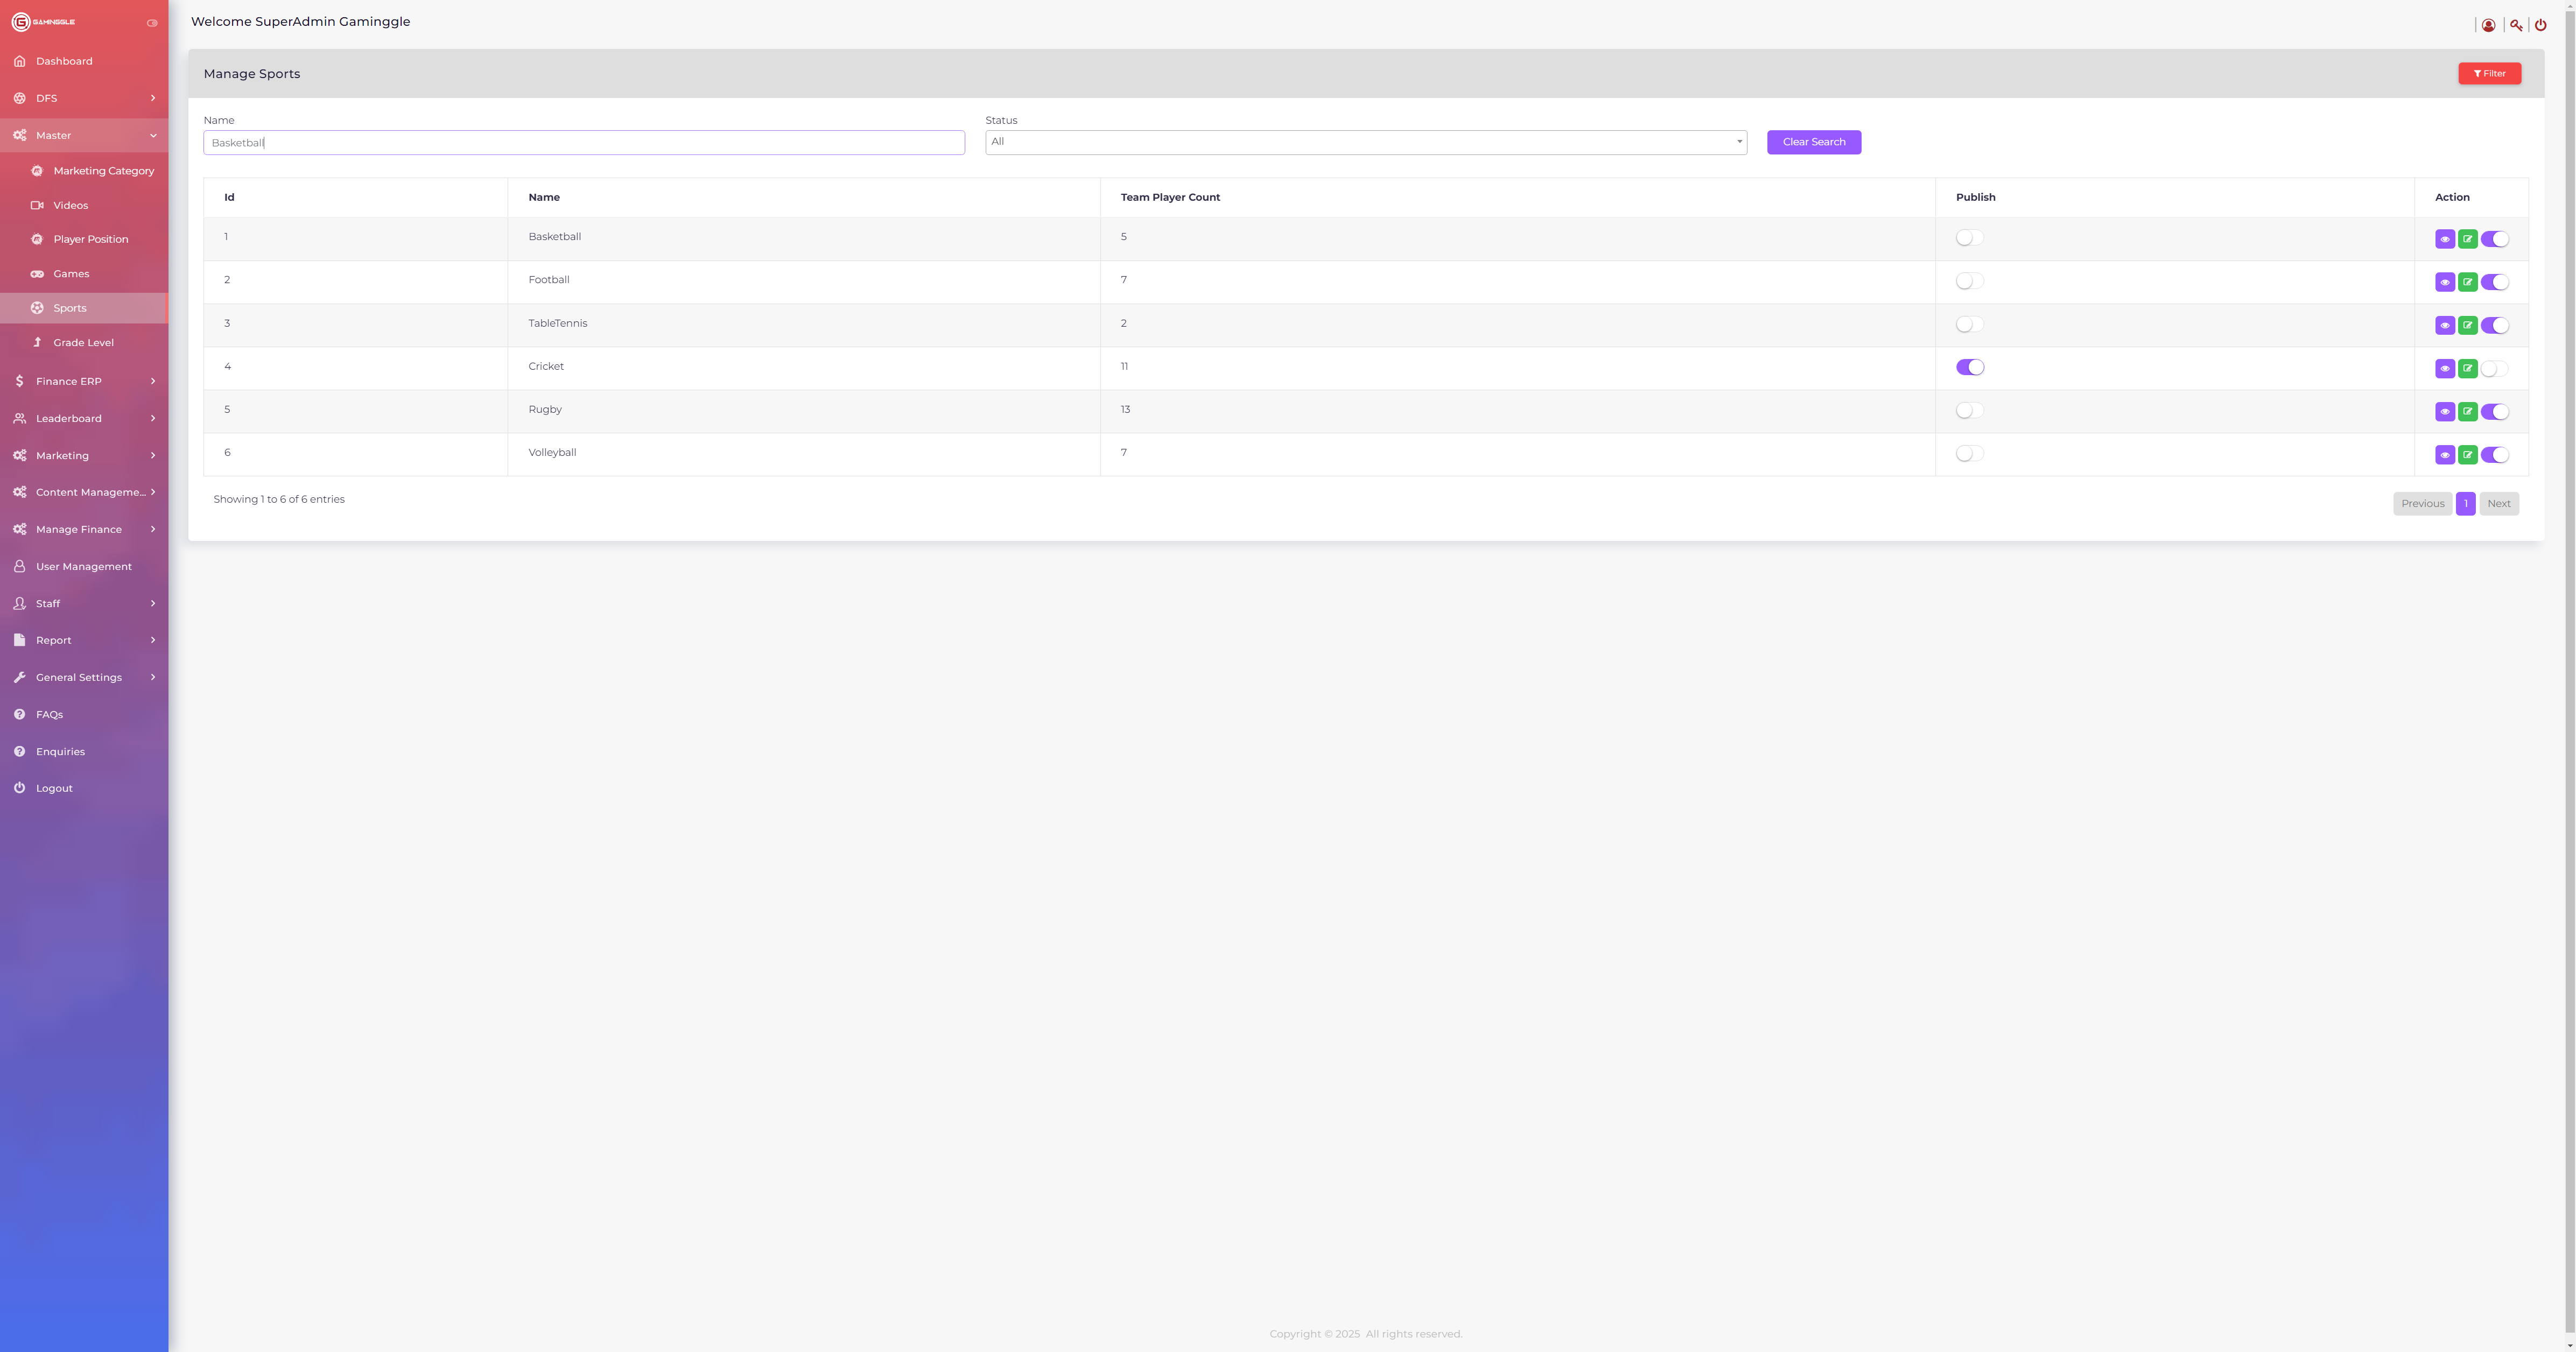 GAMINGGLE
Welcome SuperAdmin Gaminggle
Dashboard
DFS
Master
Marketing Category
Videos
Player Position
Games
Sports
Grade Level
Finance ERP
Leaderboard
Marketing
Content Manageme...
Manage Finance
User Management
Staff
Report
General Settings
FAQs
Enquiries
Logout
Manage Sports
Filter
Name
Status
Basketball
All
Clear Search
Id Name Team Player Count Publish Action
1 Basketball 5
2 Football 7
3 TableTennis 2
4 Cricket 11
5 Rugby 13
6 Volleyball 7
Showing 1 to 6 of 6 entries
Previous 1 Next
Copyright © 2025 All rights reserved.